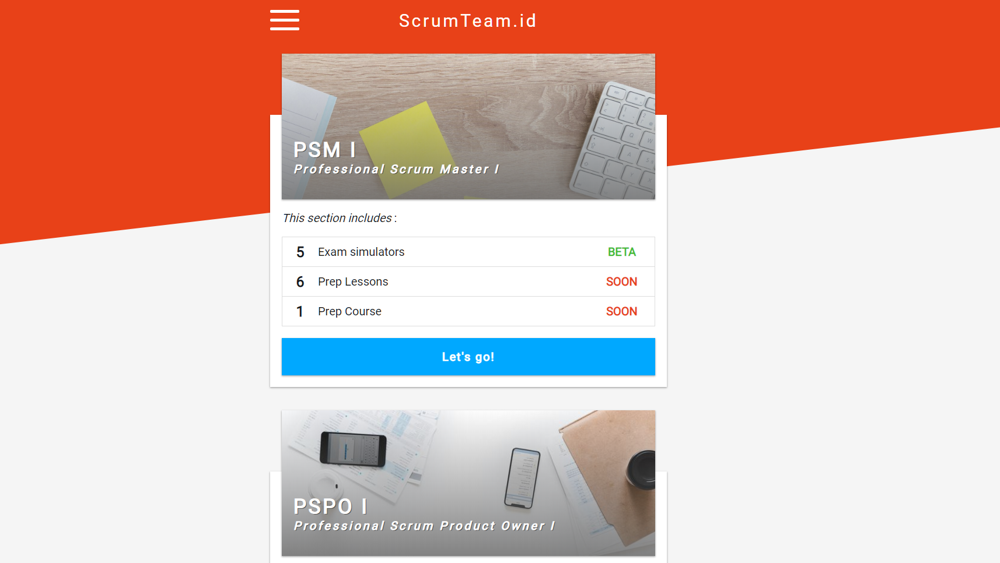 ScrumTeam.id
PSM I
Professional Scrum Master I
This section includes :
5 Exam simulators BETA
6 Prep Lessons SOON
1 Prep Course SOON
Let's go!
PSPO I
Professional Scrum Product Owner I